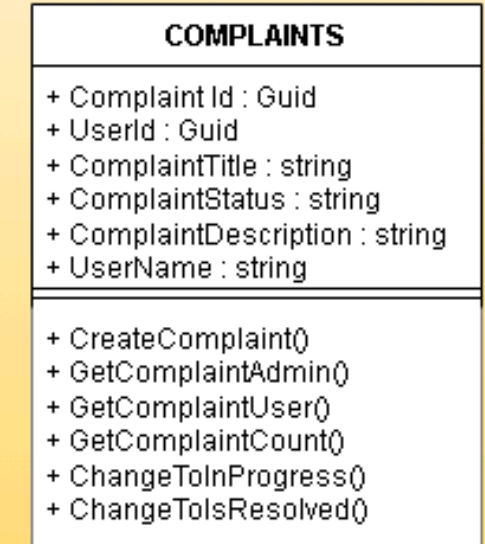 COMPLAINTS
+ Complaint Id : Guid
+ UserId : Guid
+ ComplaintTitle : string
+ ComplaintStatus : string
+ ComplaintDescription : string
+ UserName : string
+ CreateComplaint()
+ GetComplaintAdmin()
+ GetComplaintUser()
+ GetComplaintCount()
+ ChangeToInProgress()
+ ChangeToIsResolved()